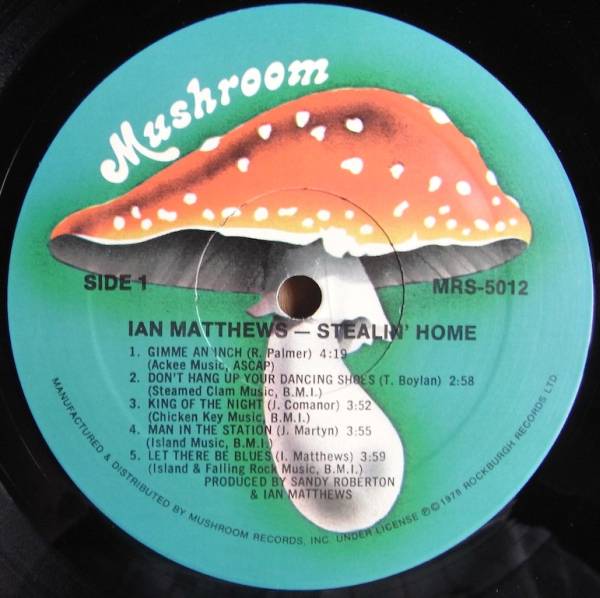 Mushroom
SIDE 1
MRS-5012
IAN MATTHEWS — STEALIN' HOME
1. GIMME AN INCH (R. Palmer) 4:19
(Ackee Music, ASCAP)
2. DON'T HANG UP YOUR DANCING SHOES (T. Boylan) 2:58
(Steamed Clam Music, B.M.I.)
3. KING OF THE NIGHT (J. Comanor) 3:52
(Chicken Key Music, B.M.I.)
4. MAN IN THE STATION (J. Martyn) 3:55
(Island Music, B.M.I.)
5. LET THERE BE BLUES (I. Matthews) 3:59
(Island & Falling Rock Music, B.M.I.)
PRODUCED BY SANDY ROBERTON
& IAN MATTHEWS
MANUFACTURED & DISTRIBUTED BY MUSHROOM RECORDS, INC. UNDER LICENSE ℗© 1978 ROCKBURGH RECORDS LTD.